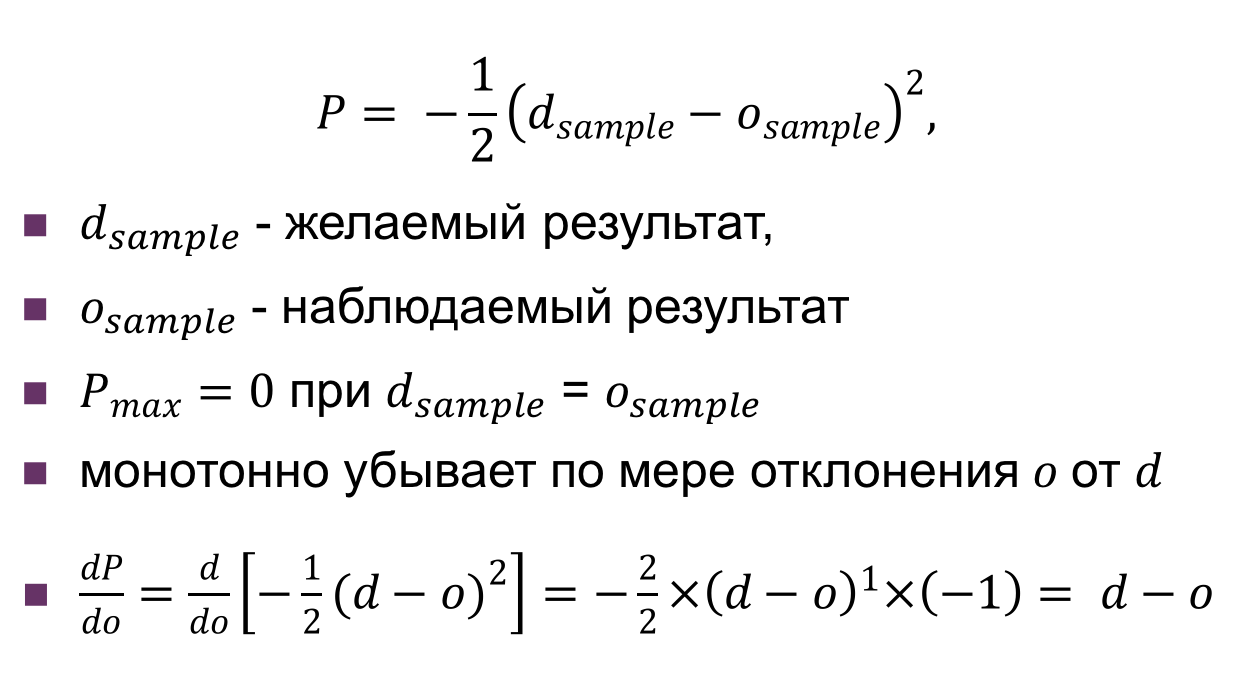 P = −1/2 (d_sample − o_sample)²,
■ d_sample - желаемый результат,
■ o_sample - наблюдаемый результат
■ P_max = 0 при d_sample = o_sample
■ монотонно убывает по мере отклонения o от d
■ dP/do = d/do [−1/2 (d − o)²] = −2/2 ×(d − o)¹×(−1) = d − o